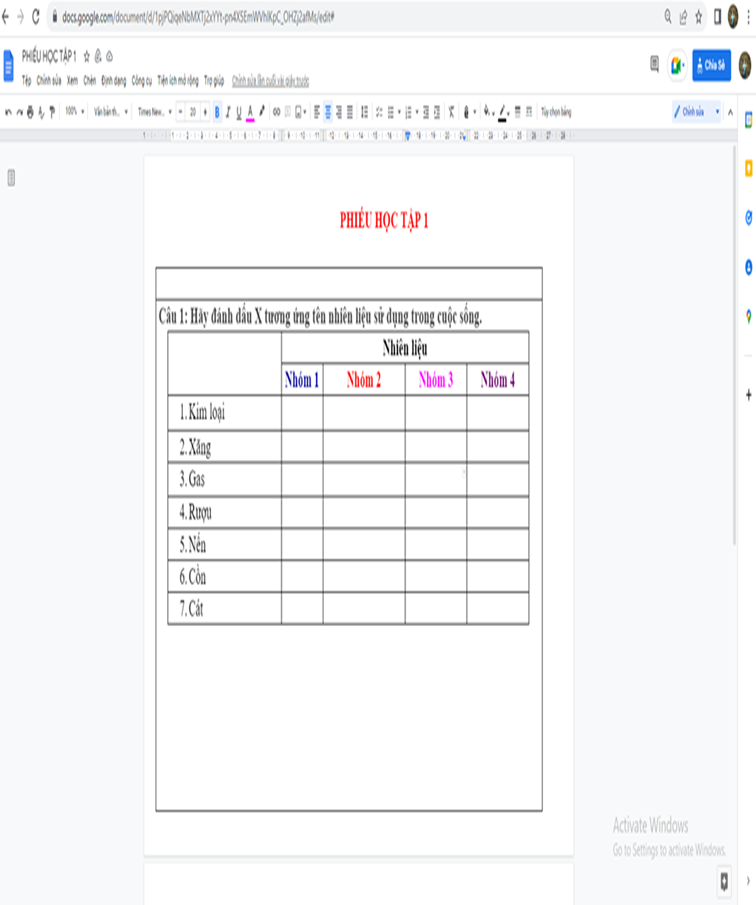 docs.google.com/document/d/
PHIẾU HỌC TẬP 1
Tệp Chỉnh sửa Xem Chèn Định dạng Công cụ Tiện ích mở rộng Trợ giúp Chỉnh sửa lần cuối vài giây trước
Chia Sẻ
100% Văn bản th... Times New... 20 B I U A Tùy chọn bảng Chỉnh sửa
PHIẾU HỌC TẬP 1
Câu 1: Hãy đánh dấu X tương ứng tên nhiên liệu sử dụng trong cuộc sống.
Nhiên liệu
Nhóm 1 Nhóm 2 Nhóm 3 Nhóm 4
1. Kim loại
2. Xăng
3. Gas
4. Rượu
5. Nến
6. Cồn
7. Cát
Activate Windows
Go to Settings to activate Windows.